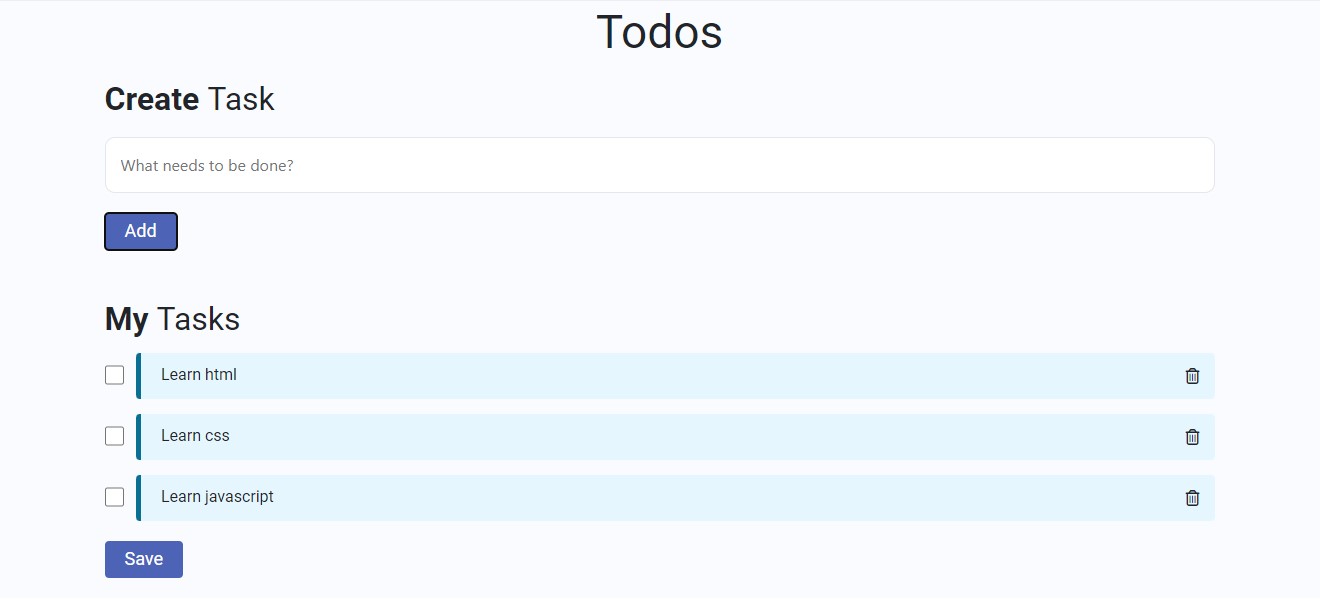 Todos
Create Task
What needs to be done?
Add
My Tasks
Learn html
Learn css
Learn javascript
Save